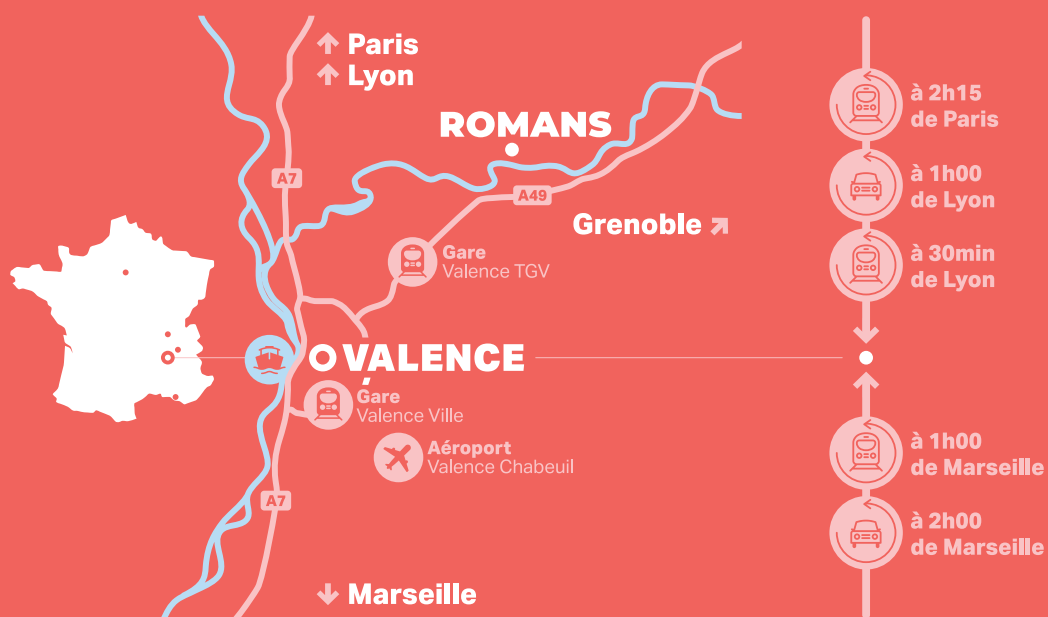 Paris
Lyon
ROMANS
A7
A49
Grenoble
Gare
Valence TGV
VALENCE
Gare
Valence Ville
Aéroport
Valence Chabeuil
A7
Marseille
à 2h15
de Paris
à 1h00
de Lyon
à 30min
de Lyon
à 1h00
de Marseille
à 2h00
de Marseille